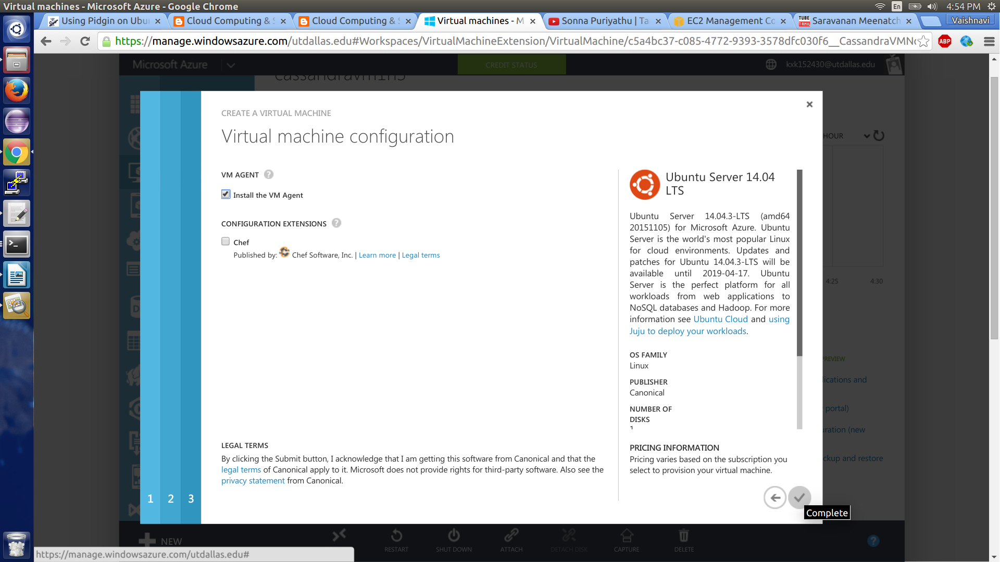 Virtual machines - Microsoft Azure - Google Chrome
En
4:54 PM
Using Pidgin on Ubu
Cloud Computing &
Cloud Computing &
Virtual machines - M
Sonna Puriyathu | Ta
EC2 Management Co
TUBE TAMIL
Saravanan Meenatch
Vaishnavi
https://manage.windowsazure.com/utdallas.edu#Workspaces/VirtualMachineExtension/VirtualMachine/c5a4bc37-c085-4772-9393-3578dfc030f6__CassandraVMN
ABP
Microsoft Azure
CREDIT STATUS
kxk152430@utdallas.edu
cassandravm1n5
CREATE A VIRTUAL MACHINE
Virtual machine configuration
HOUR
VM AGENT ?
Install the VM Agent
CONFIGURATION EXTENSIONS ?
Chef
Published by: Chef Software, Inc. | Learn more | Legal terms
Ubuntu Server 14.04
LTS
Ubuntu Server 14.04.3-LTS (amd64
20151105) for Microsoft Azure. Ubuntu
Server is the world's most popular Linux
for cloud environments. Updates and
patches for Ubuntu 14.04.3-LTS will be
available until 2019-04-17. Ubuntu
Server is the perfect platform for all
workloads from web applications to
NoSQL databases and Hadoop. For more
information see Ubuntu Cloud and using
Juju to deploy your workloads.
OS FAMILY
Linux
PUBLISHER
Canonical
NUMBER OF
DISKS
1
4:25
4:30
REVIEW
ications and
portal)
uration (new
ckup and restore
LEGAL TERMS
By clicking the Submit button, I acknowledge that I am getting this software from Canonical and that the
legal terms of Canonical apply to it. Microsoft does not provide rights for third-party software. Also see the
privacy statement from Canonical.
PRICING INFORMATION
Pricing varies based on the subscription you
select to provision your virtual machine.
1 2 3
Complete
NEW
RESTART
SHUT DOWN
ATTACH
DETACH DISK
CAPTURE
DELETE
?
https://manage.windowsazure.com/utdallas.edu#